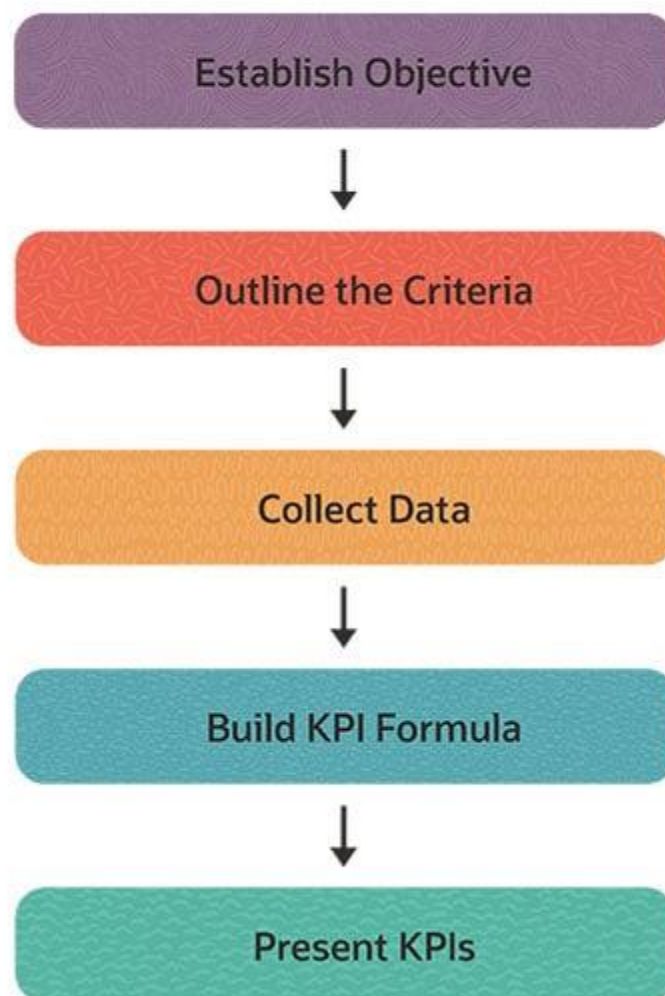 Establish Objective
Outline the Criteria
Collect Data
Build KPI Formula
Present KPIs